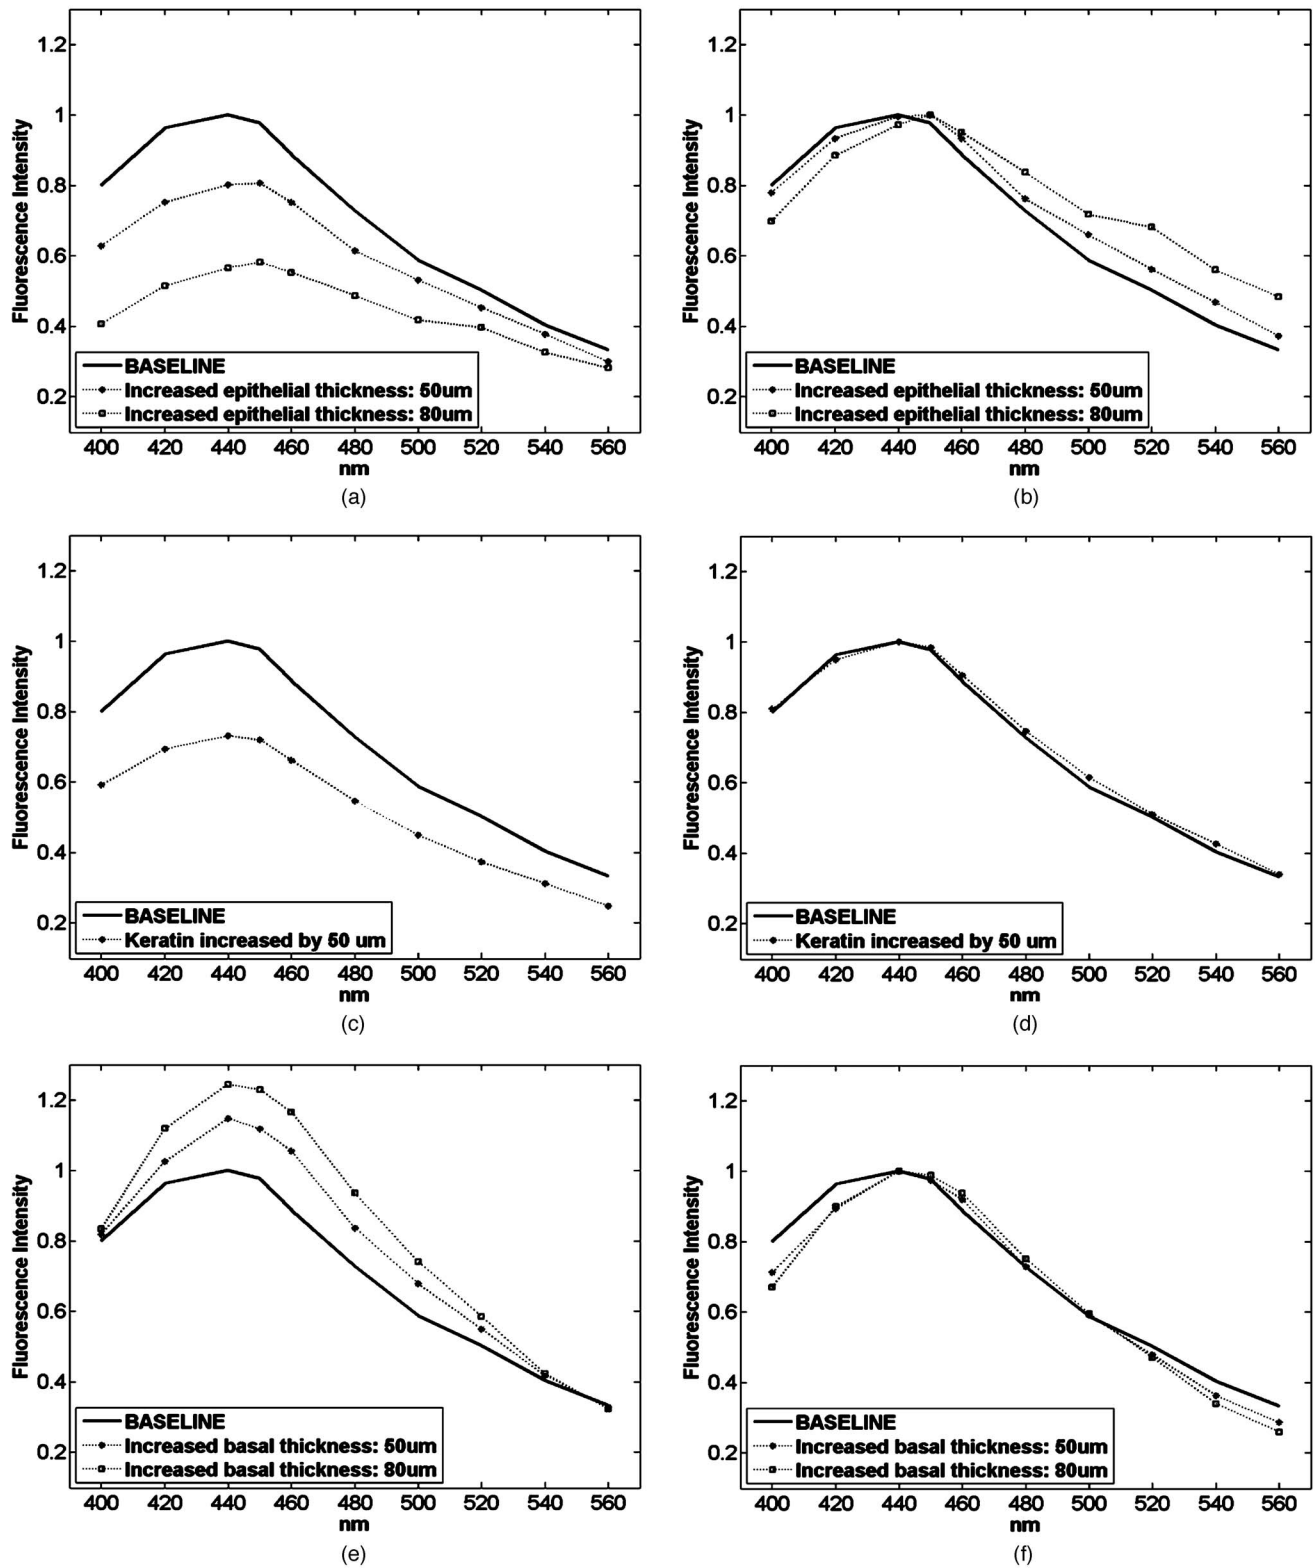 Fluorescence Intensity
1.2
1
0.8
0.6
0.4
0.2
BASELINE
Increased epithelial thickness: 50um
Increased epithelial thickness: 80um
400 420 440 460 480 500 520 540 560
nm
(a)
Fluorescence Intensity
1.2
1
0.8
0.6
0.4
0.2
BASELINE
Increased epithelial thickness: 50um
Increased epithelial thickness: 80um
400 420 440 460 480 500 520 540 560
nm
(b)
Fluorescence Intensity
1.2
1
0.8
0.6
0.4
0.2
BASELINE
Keratin increased by 50 um
400 420 440 460 480 500 520 540 560
nm
(c)
Fluorescence Intensity
1.2
1
0.8
0.6
0.4
0.2
BASELINE
Keratin increased by 50 um
400 420 440 460 480 500 520 540 560
nm
(d)
Fluorescence Intensity
1.2
1
0.8
0.6
0.4
0.2
BASELINE
Increased basal thickness: 50um
Increased basal thickness: 80um
400 420 440 460 480 500 520 540 560
nm
(e)
Fluorescence Intensity
1.2
1
0.8
0.6
0.4
0.2
BASELINE
Increased basal thickness: 50um
Increased basal thickness: 80um
400 420 440 460 480 500 520 540 560
nm
(f)